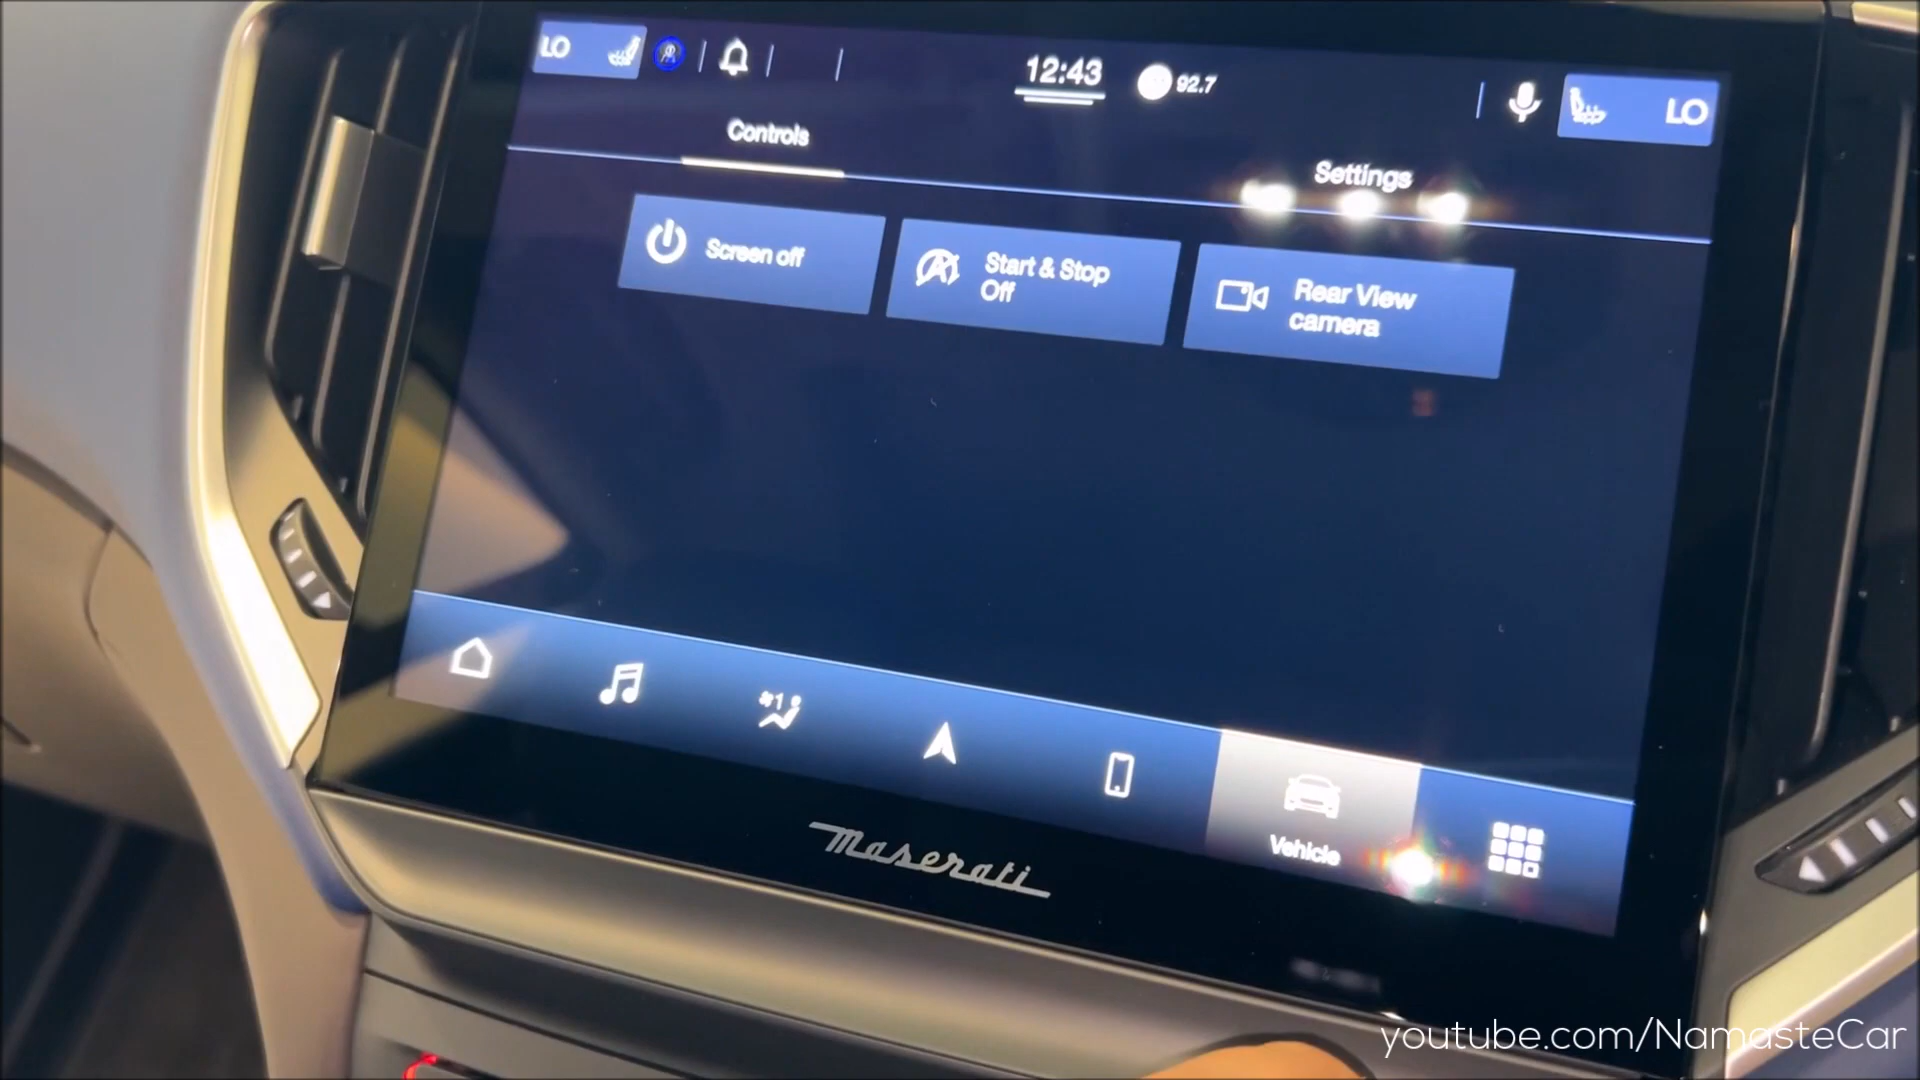 LO
12:43
92.7
LO
Controls
Settings
Screen off
Start & Stop
Off
Rear View
camera
1
Vehicle
Maserati
youtube.com/NamasteCar